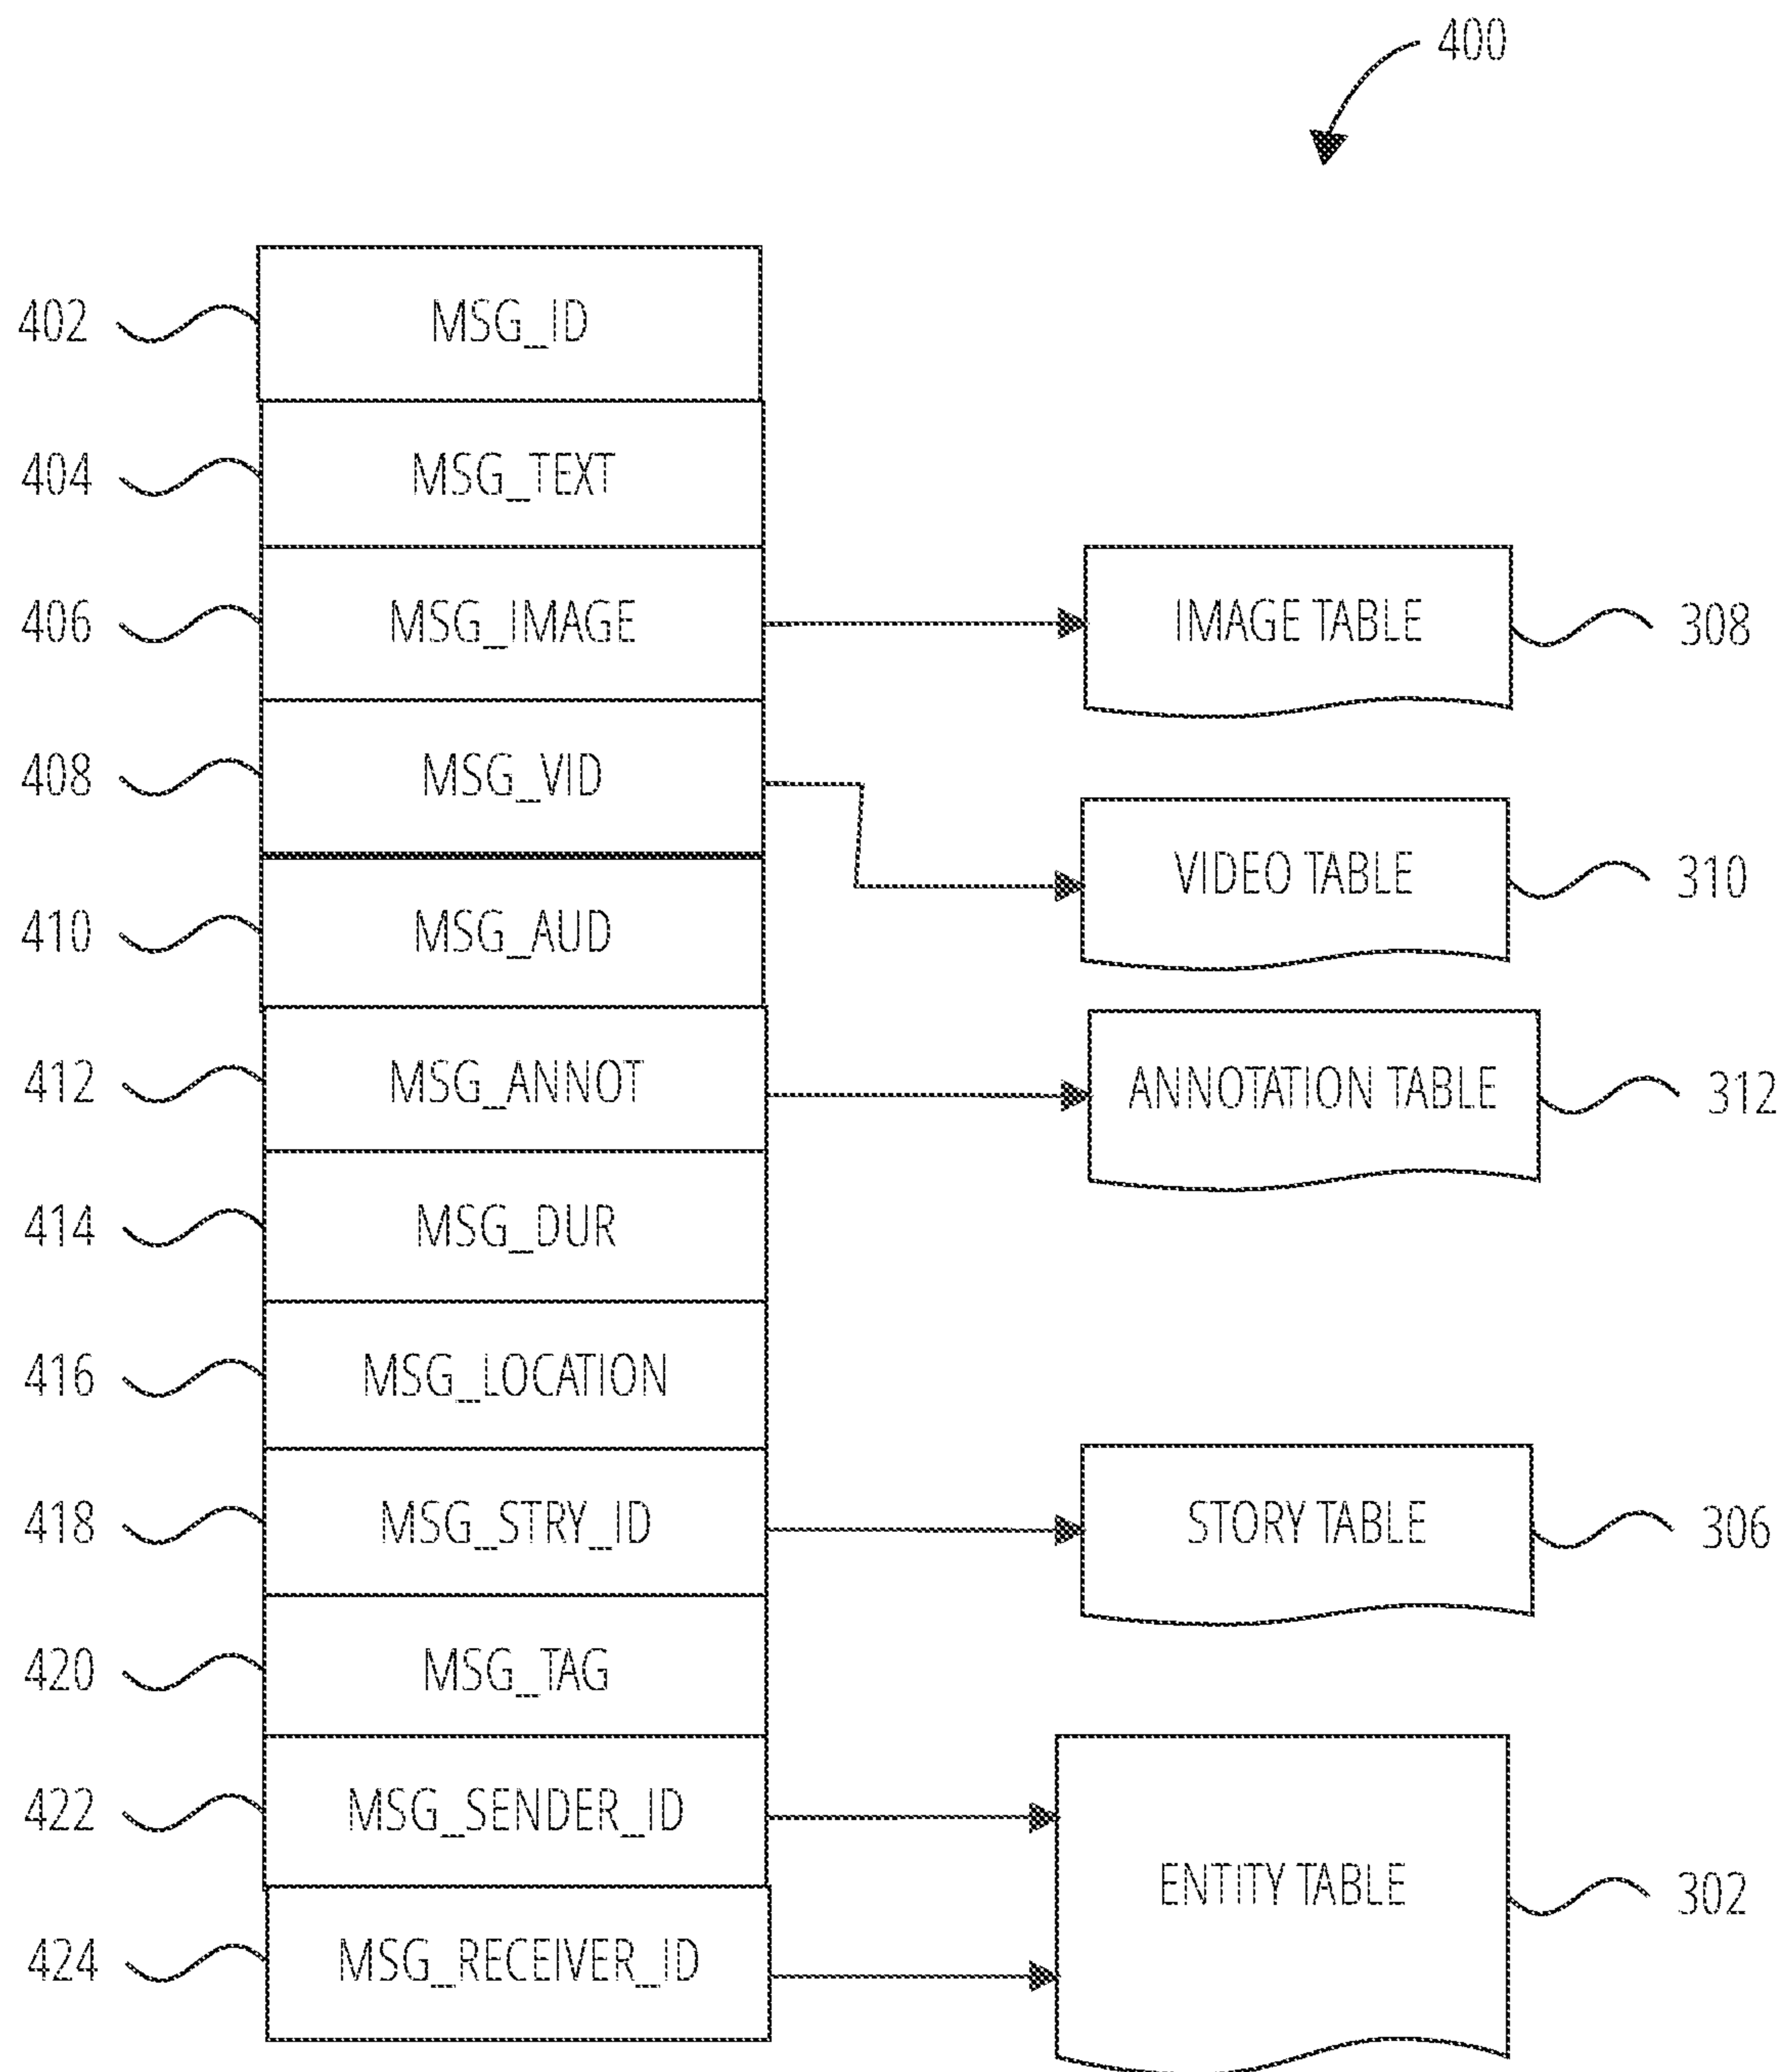 400
402 MSG_ID
404 MSG_TEXT
406 MSG_IMAGE IMAGE TABLE 308
408 MSG_VID VIDEO TABLE 310
410 MSG_AUD
412 MSG_ANNOT ANNOTATION TABLE 312
414 MSG_DUR
416 MSG_LOCATION
418 MSG_STRY_ID STORY TABLE 306
420 MSG_TAG
422 MSG_SENDER_ID
ENTITY TABLE 302
424 MSG_RECEIVER_ID